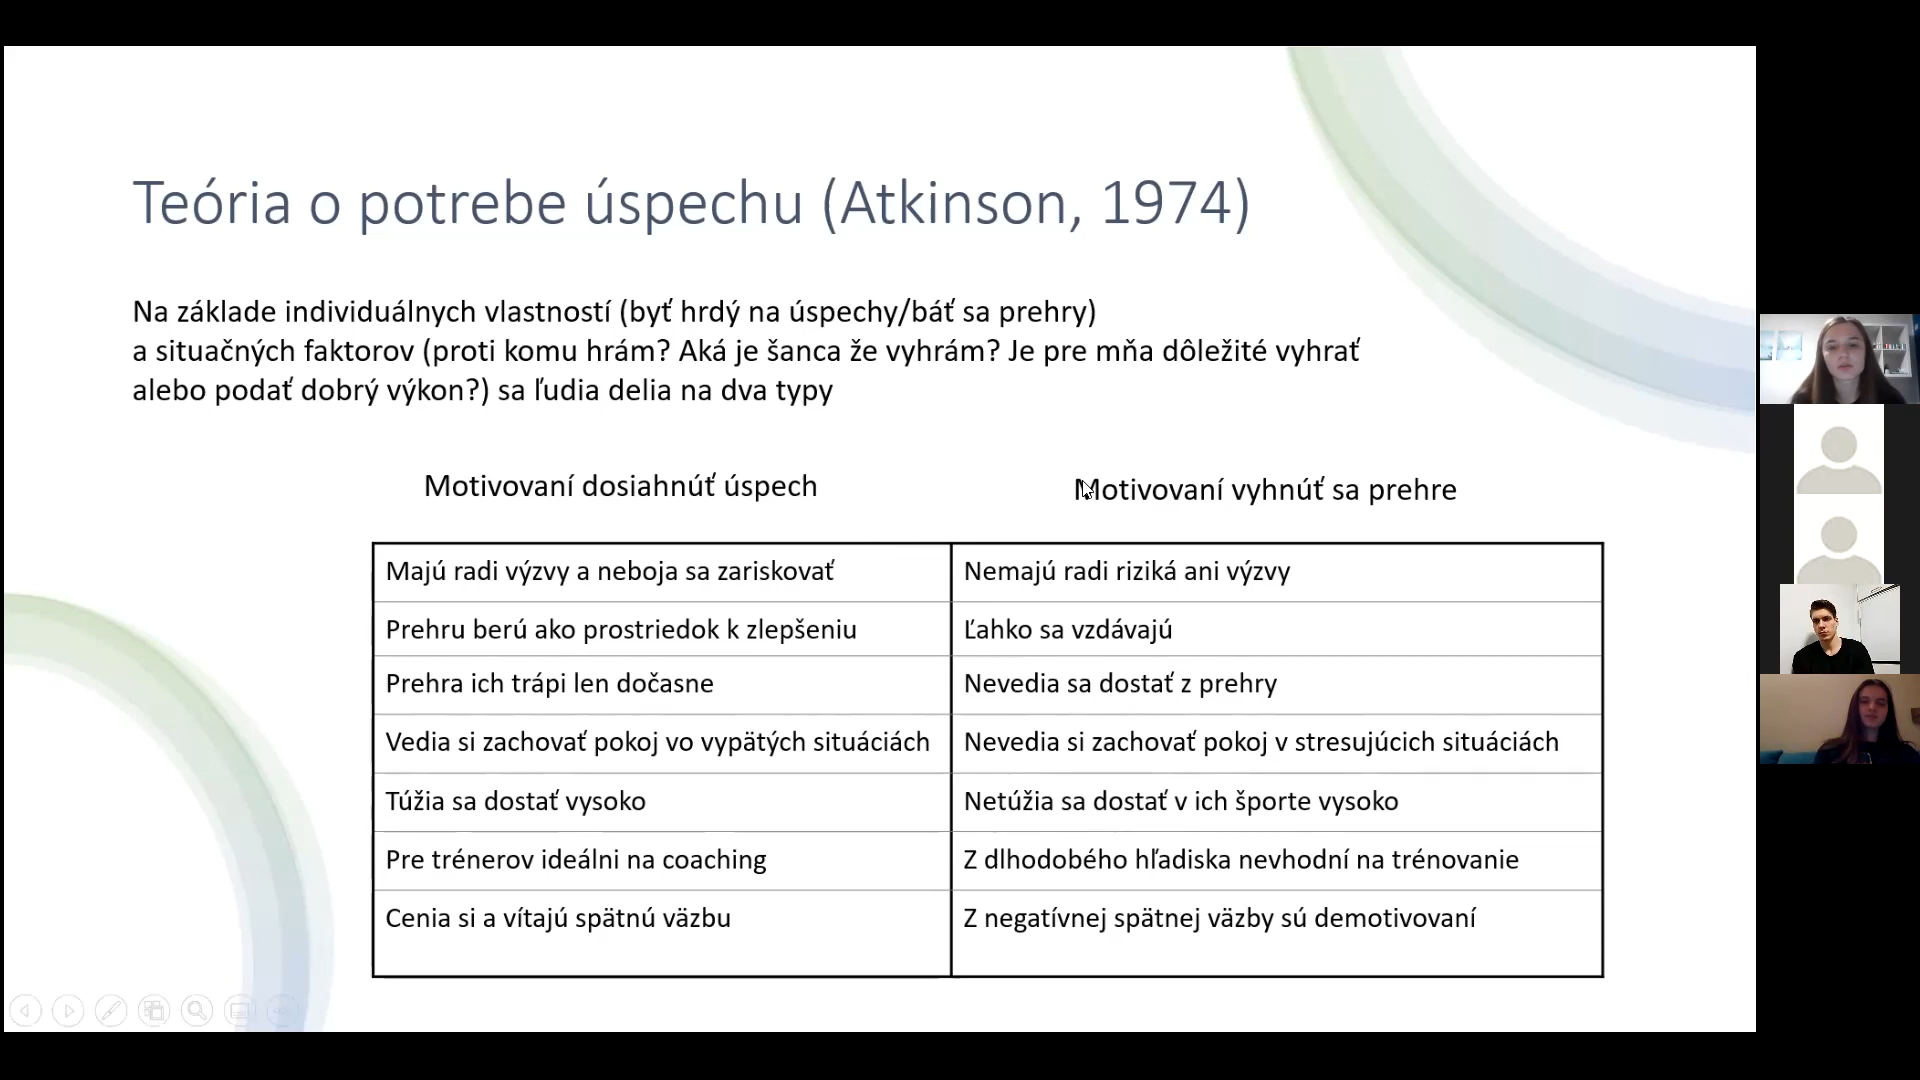 Teória o potrebe úspechu (Atkinson, 1974)
Na základe individuálnych vlastností (byť hrdý na úspechy/báť sa prehry)
a situačných faktorov (proti komu hrám? Aká je šanca že vyhrám? Je pre mňa dôležité vyhrať
alebo podať dobrý výkon?) sa ľudia delia na dva typy
Motivovaní dosiahnúť úspech
Motivovaní vyhnúť sa prehre
Majú radi výzvy a neboja sa zariskovať
Nemajú radi riziká ani výzvy
Prehru berú ako prostriedok k zlepšeniu
Ľahko sa vzdávajú
Prehra ich trápi len dočasne
Nevedia sa dostať z prehry
Vedia si zachovať pokoj vo vypätých situáciách
Nevedia si zachovať pokoj v stresujúcich situáciách
Túžia sa dostať vysoko
Netúžia sa dostať v ich športe vysoko
Pre trénerov ideálni na coaching
Z dlhodobého hľadiska nevhodní na trénovanie
Cenia si a vítajú spätnú väzbu
Z negatívnej spätnej väzby sú demotivovaní